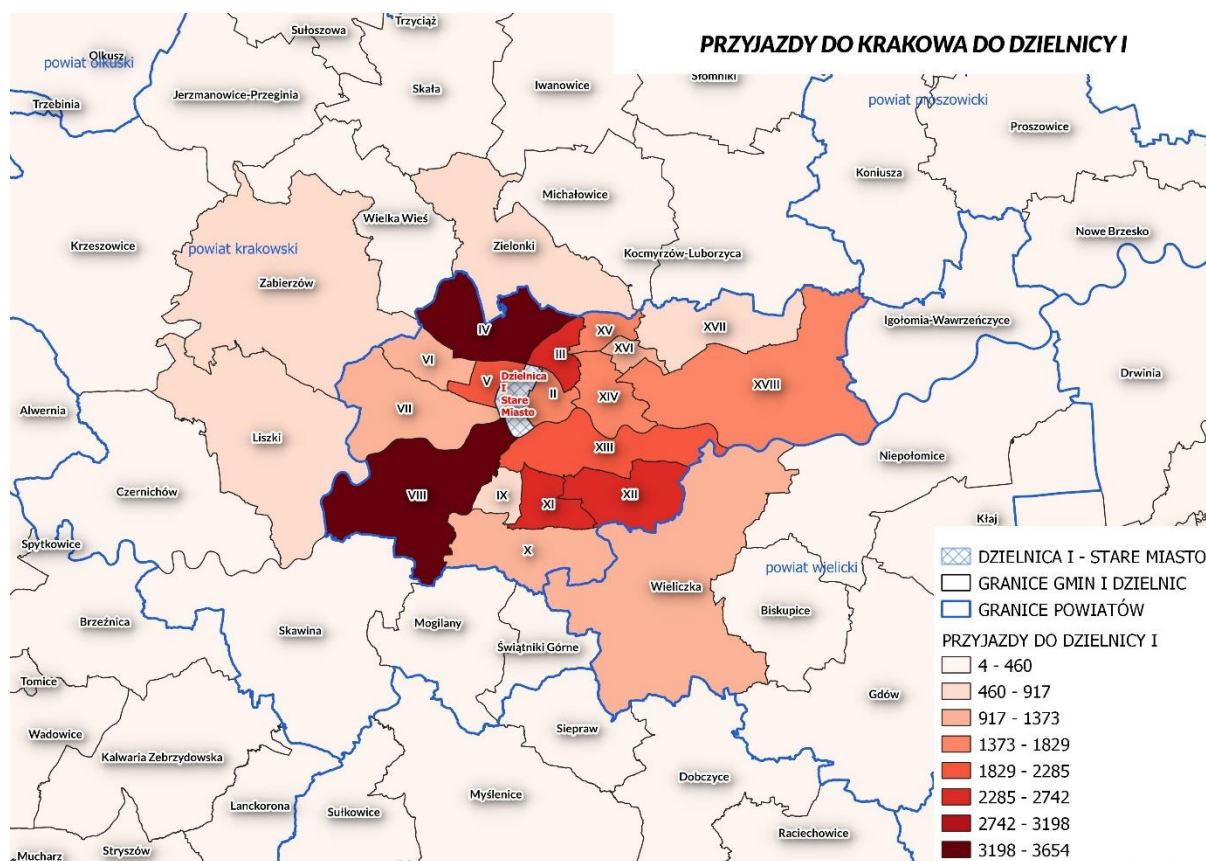 PRZYJAZDY DO KRAKOWA DO DZIELNICY I
Trzyciąż
Sułoszowa
Olkusz
powiat olkuski
Trzebinia
Jerzmanowice-Przeginia
Skała
Iwanowice
Słomniki
powiat proszowicki
Proszowice
Koniusza
Michałowice
Wielka Wieś
Nowe Brzesko
Krzeszowice
powiat krakowski
Zielonki
Kocmyrzów-Luborzyca
Zabierzów
Igołomia-Wawrzeńczyce
IV
XV
XVII
XVI
III
VI
Drwinia
Dzielnica
I
Stare
Miasto
V
II
XVIII
XIV
VII
Alwernia
Liszki
XIII
Niepołomice
Czernichów
VIII
IX
XI
XII
Kłaj
Spytkowice
X
Wieliczka
powiat wielicki
Biskupice
Brzeźnica
Skawina
Mogilany
Świątniki Górne
Tomice
Gdów
Wadowice
Siepraw
Kalwaria Zebrzydowska
Dobczyce
Lanckorona
Myślenice
Sułkowice
Raciechowice
Stryszów
Mucharz
DZIELNICA I - STARE MIASTO
GRANICE GMIN I DZIELNIC
GRANICE POWIATÓW
PRZYJAZDY DO DZIELNICY I
4 - 460
460 - 917
917 - 1373
1373 - 1829
1829 - 2285
2285 - 2742
2742 - 3198
3198 - 3654